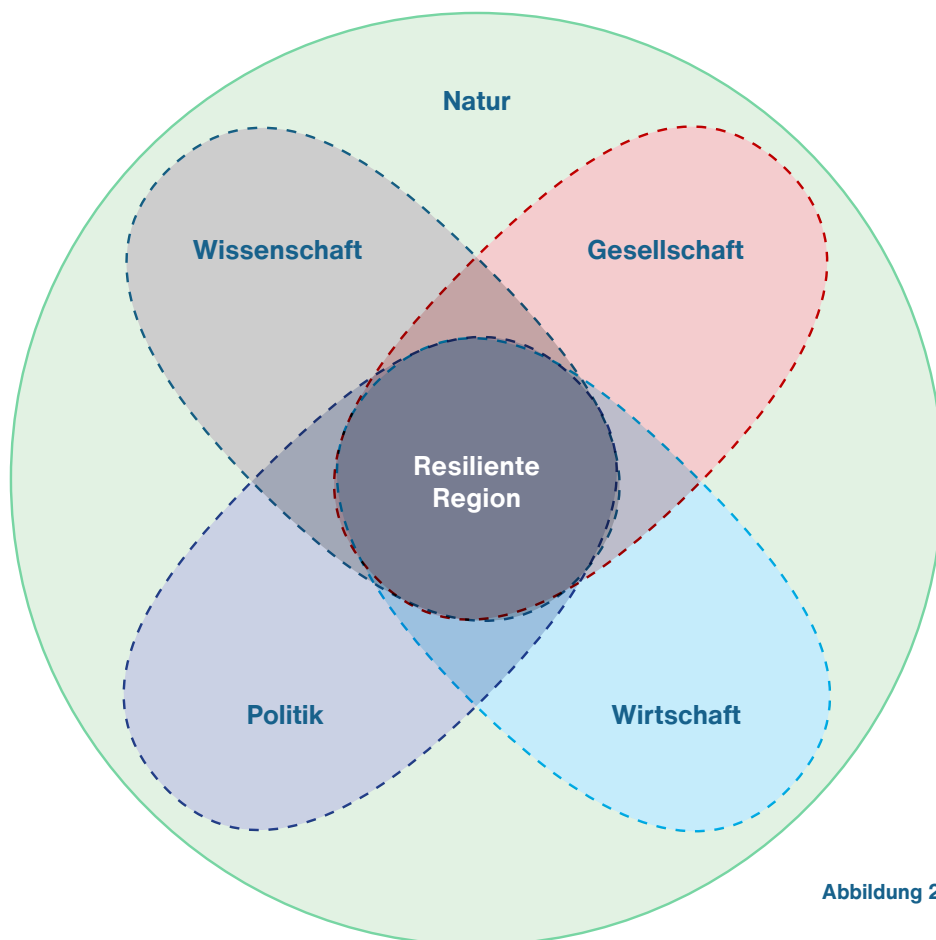 Natur
Wissenschaft
Gesellschaft
Resiliente
Region
Politik
Wirtschaft
Abbildung 2